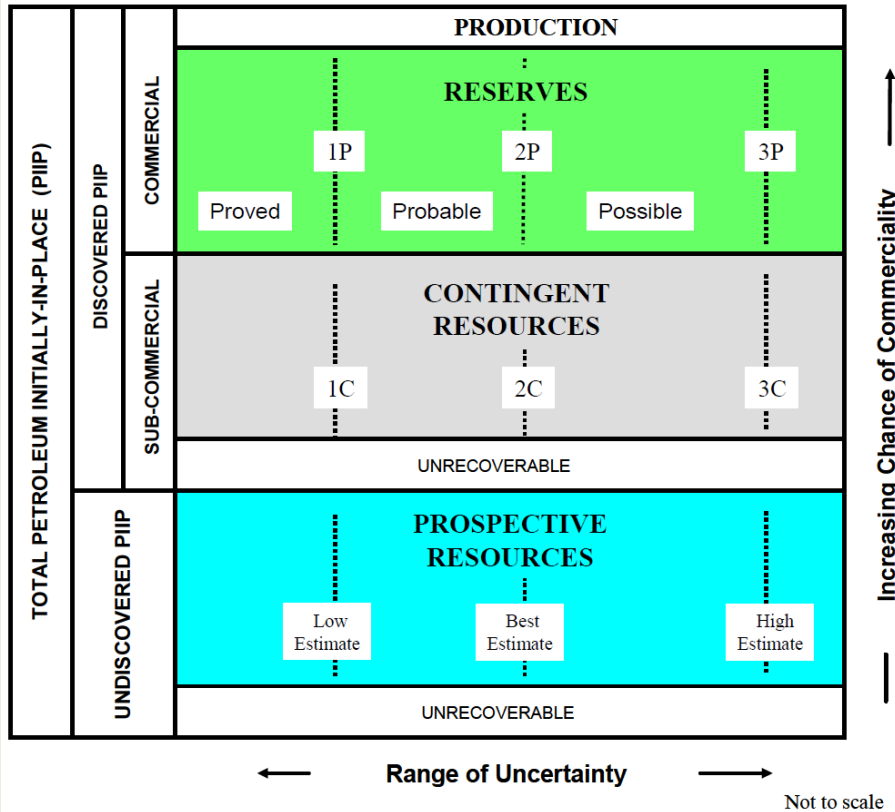 TOTAL PETROLEUM INITIALLY-IN-PLACE (PIIP)
DISCOVERED PIIP
COMMERCIAL
PRODUCTION
RESERVES
1P
2P
3P
Proved
Probable
Possible
SUB-COMMERCIAL
CONTINGENT
RESOURCES
1C
2C
3C
UNRECOVERABLE
UNDISCOVERED PIIP
PROSPECTIVE
RESOURCES
Low
Estimate
Best
Estimate
High
Estimate
UNRECOVERABLE
Increasing Chance of Commerciality
Range of Uncertainty
Not to scale